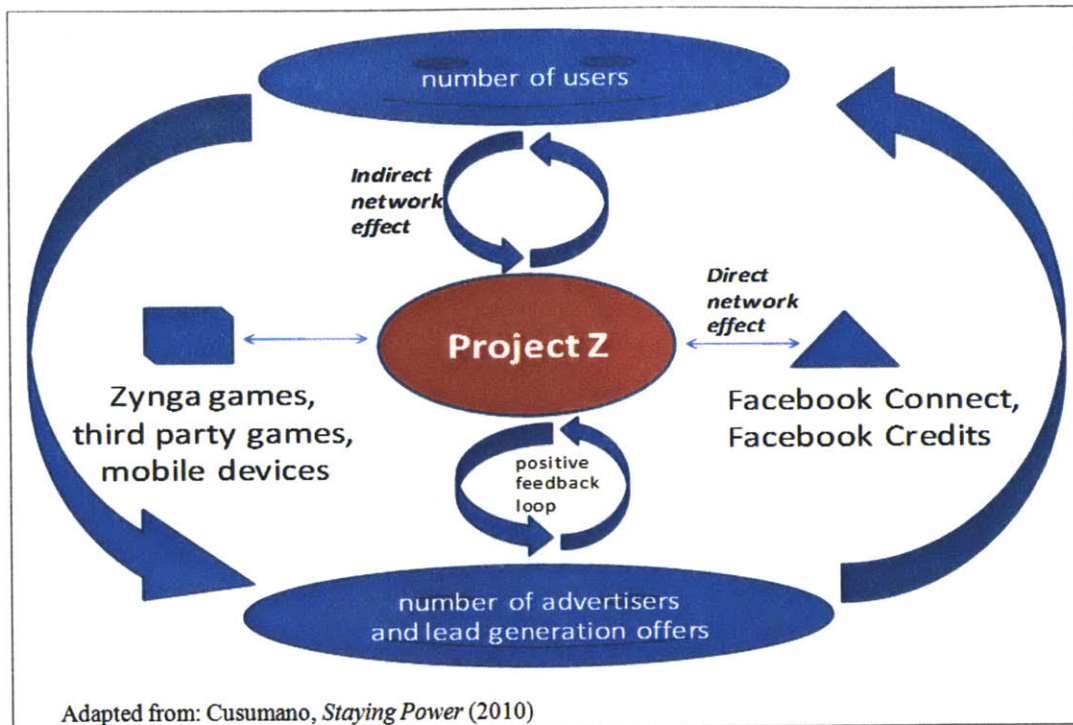 number of users
Indirect
network
effect
Direct
network
effect
Project Z
Zynga games,
third party games,
mobile devices
Facebook Connect,
Facebook Credits
positive
feedback
loop
number of advertisers
and lead generation offers
Adapted from: Cusumano, Staying Power (2010)